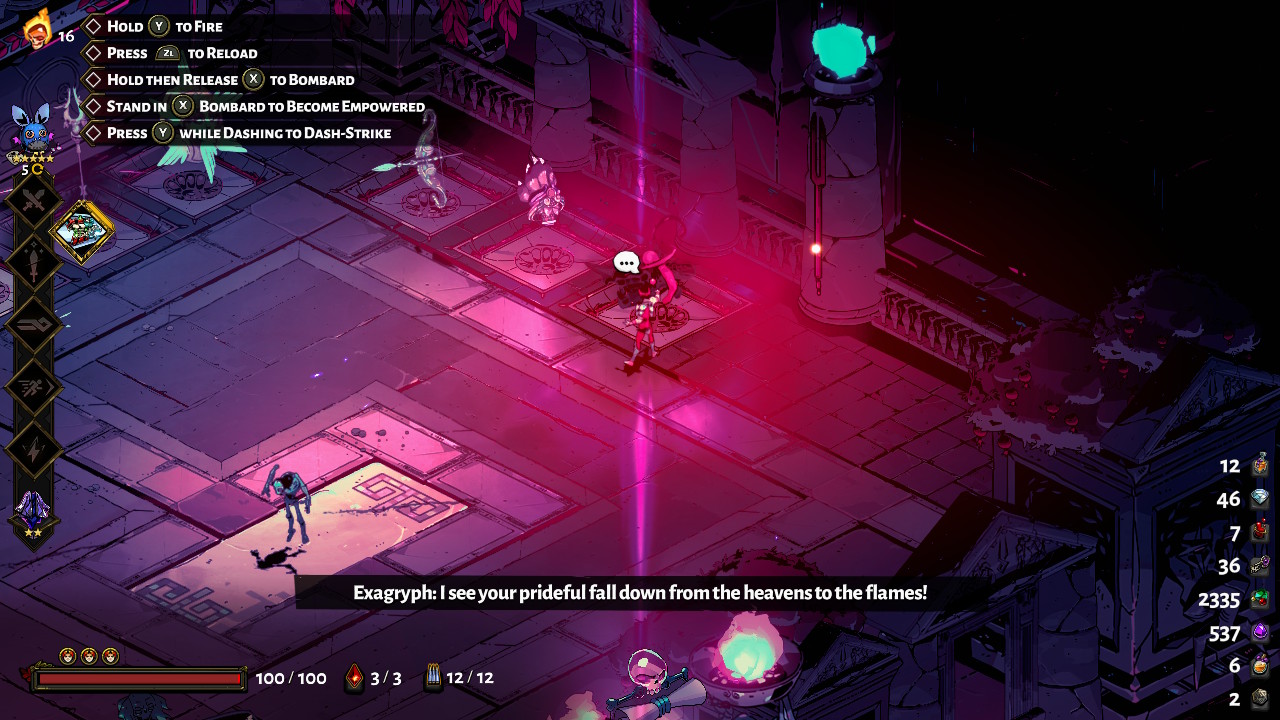 16
HOLD Y TO FIRE
PRESS ZL TO RELOAD
HOLD THEN RELEASE X TO BOMBARD
STAND IN X BOMBARD TO BECOME EMPOWERED
PRESS Y WHILE DASHING TO DASH-STRIKE
5
12
46
7
36
2335
537
6
2
Exagryph: I see your prideful fall down from the heavens to the flames!
100/100
3/3
12/12